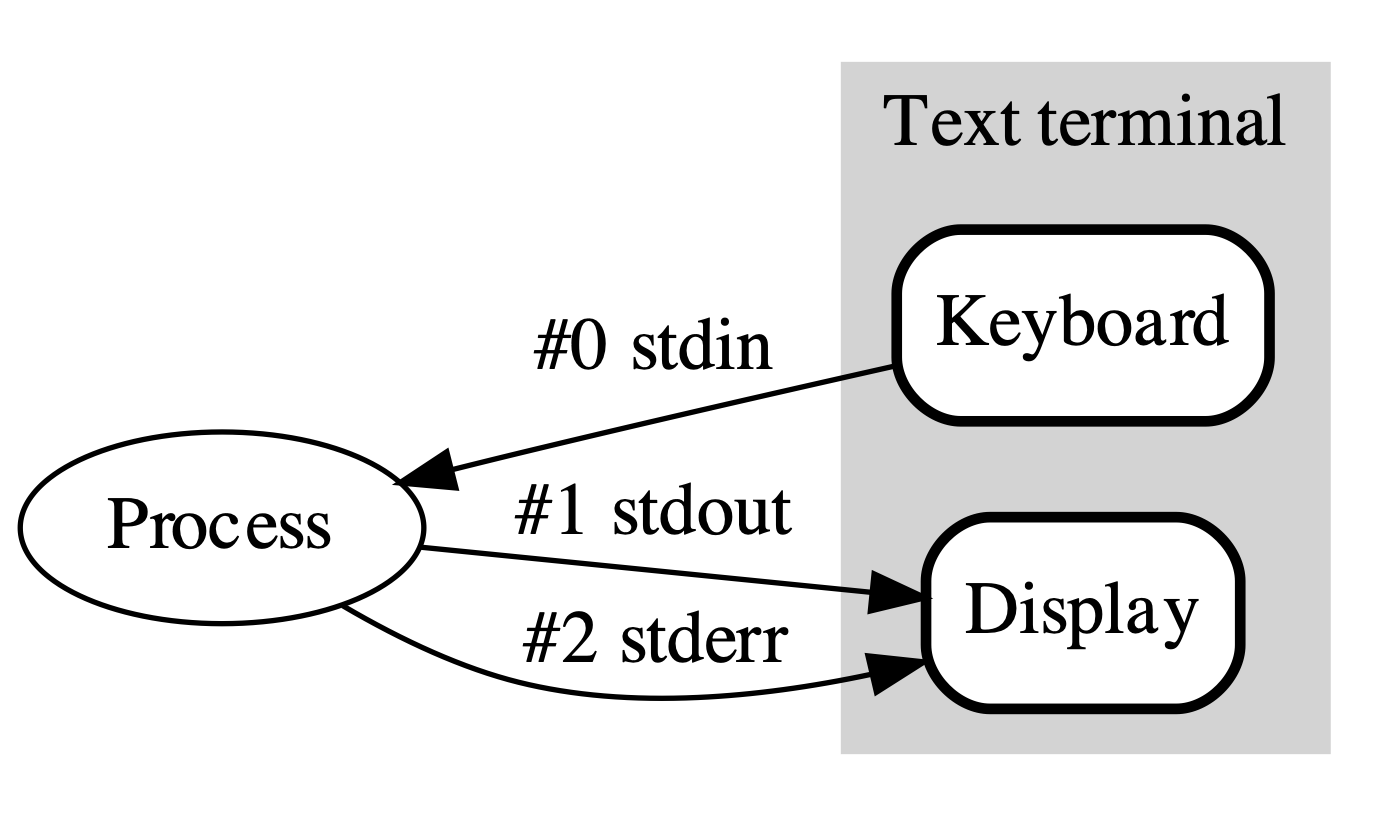 Text terminal
Keyboard
#0 stdin
Process
#1 stdout
Display
#2 stderr